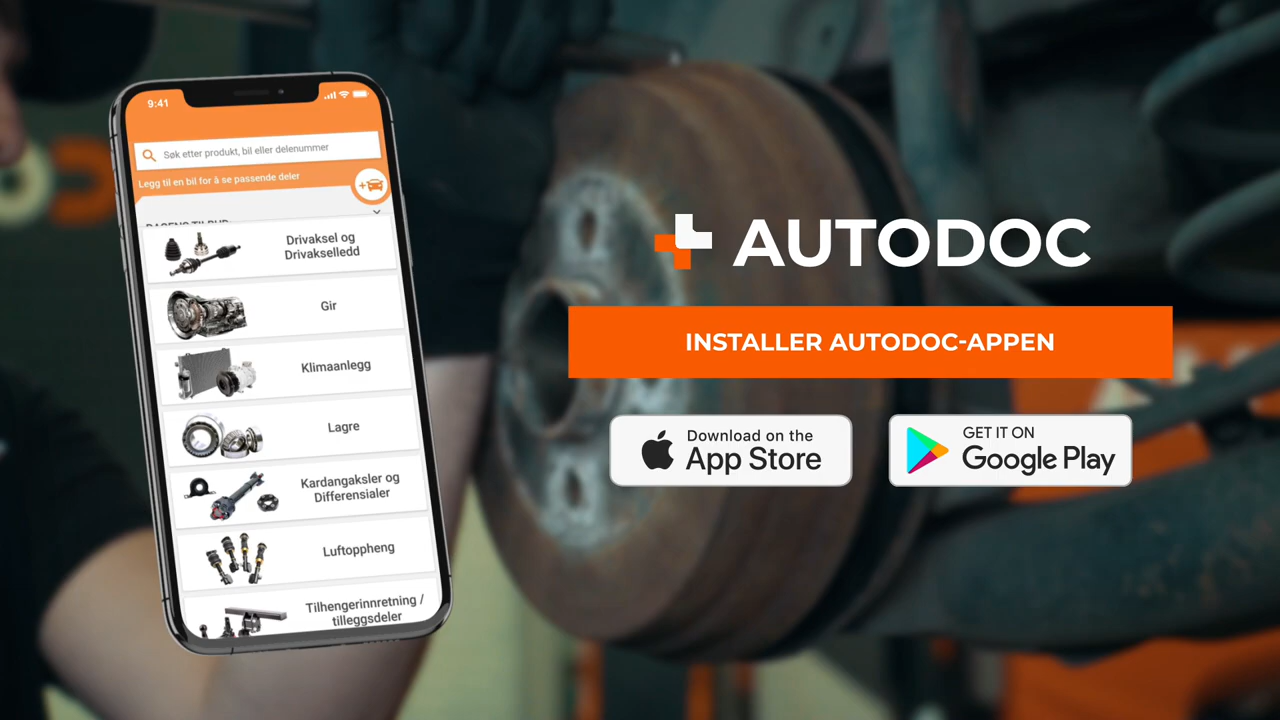 9:41
Søk etter produkt, bil eller delenummer
Legg til en bil for å se passende deler
Drivaksel og
Drivakselledd
Gir
Klimaanlegg
Lagre
Kardangaksler og
Differensialer
Luftoppheng
Tilhengerinnretning /
tilleggsdeler
AUTODOC
INSTALLER AUTODOC-APPEN
Download on the
App Store
GET IT ON
Google Play